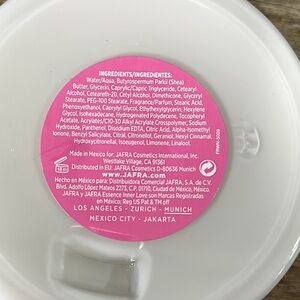 INGREDIENTS/INGREDIENTES:
Water/Aqua, Butyrospermum Parkii (Shea)
Butter, Glycerin, Caprylic/Capric Triglyceride, Cetearyl
Alcohol, Ceteareth-20, Cetyl Alcohol, Dimethicone, Glyceryl
Stearate, PEG-100 Stearate, Fragrance/Parfum, Stearic Acid,
Phenoxyethanol, Caprylyl Glycol, Ethylhexylglycerin, Hexylene
Glycol, Isohexadecane, Hydrogenated Polydecene, Tocopheryl
Acetate, Acrylates/C10-30 Alkyl Acrylate Crosspolymer, Sodium
Hydroxide, Panthenol, Disodium EDTA, Citric Acid, Alpha-Isomethyl
Ionone, Benzyl Salicylate, Citral, Citronellol, Geraniol, Hexyl Cinnamal,
Hydroxycitronellal, Isoeugenol, Limonene, Linalool.
Made in Mexico for: JAFRA Cosmetics International, Inc.
Westlake Village, CA 91361
Distributed in EU: JAFRA Cosmetics D-80636 Munich
WWW.JAFRA.COM
Hecho en México para: Distribuidora Comercial JAFRA, S.A. de C.V.
Blvd. Adolfo López Mateos 2273, C.P. 01710, Ciudad de México, México.
JAFRA y JAFRA Essence Inner Love son Marcas Registradas en
México; Reg US PAT & TM off
LOS ANGELES - ZURICH - MUNICH
MEXICO CITY - JAKARTA